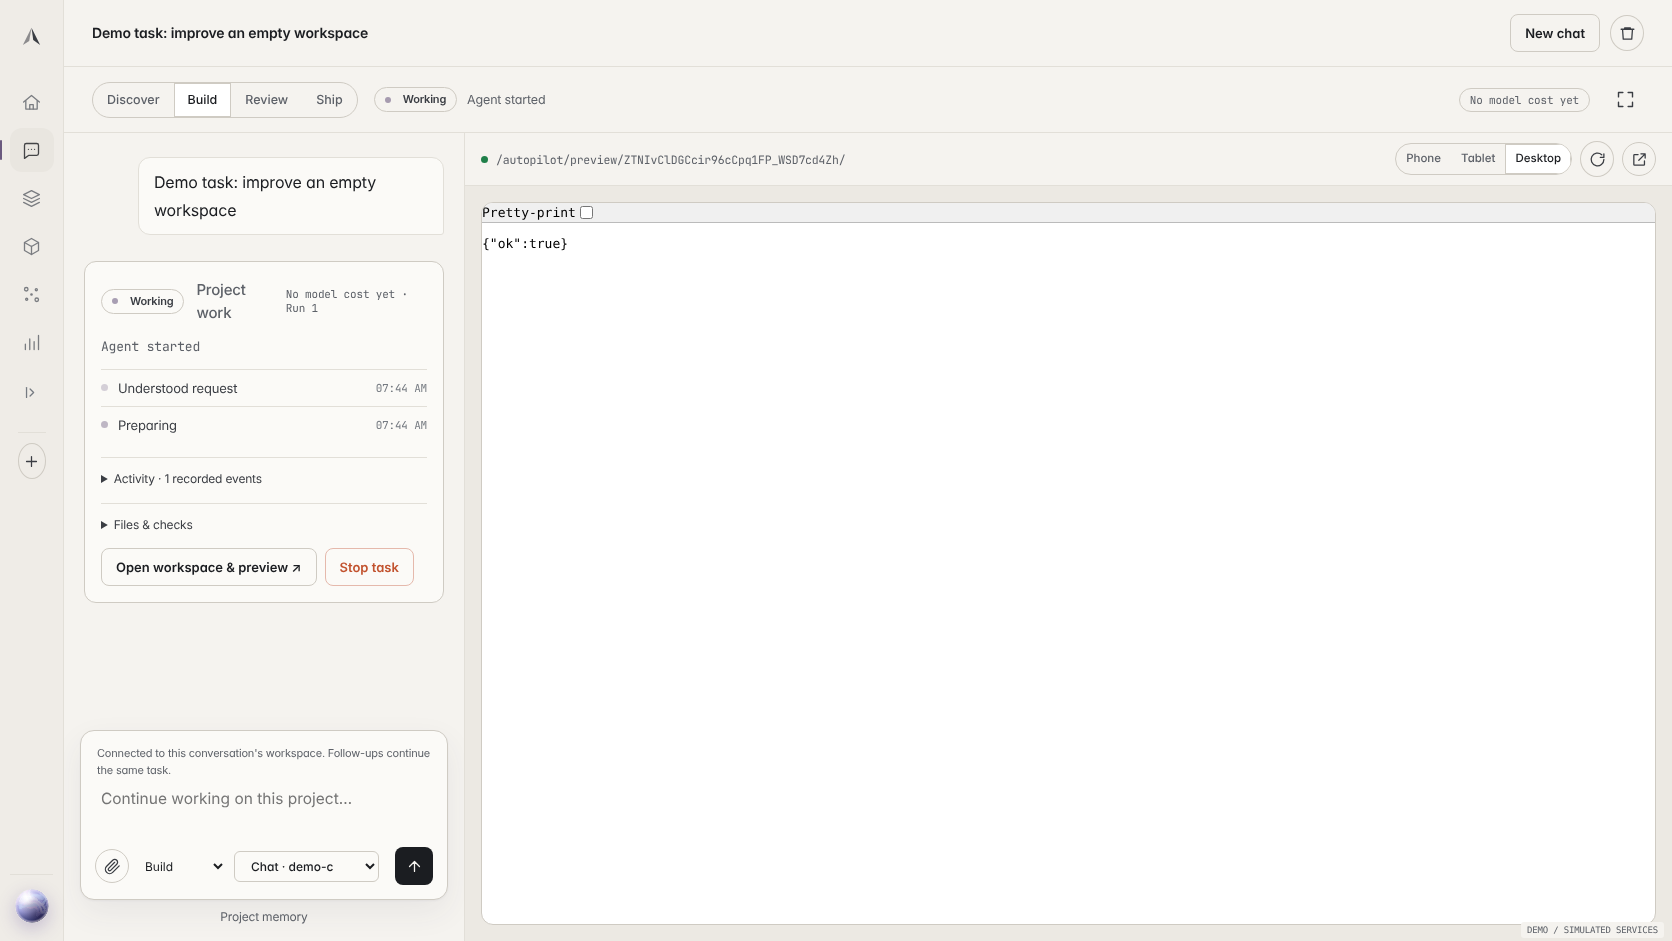 Demo task: improve an empty workspace
New chat
Discover
Build
Review
Ship
Working
Agent started
No model cost yet
Demo task: improve an empty
workspace
Working
Project
work
No model cost yet ·
Run 1
Agent started
Understood request
07:44 AM
Preparing
07:44 AM
Activity · 1 recorded events
Files & checks
Open workspace & preview ↗
Stop task
Connected to this conversation's workspace. Follow-ups continue
the same task.
Continue working on this project...
Build
Chat · demo-c
Project memory
/autopilot/preview/ZTNIvClDGCcir96cCpq1FP_WSD7cd4Zh/
Phone
Tablet
Desktop
Pretty-print
{"ok":true}
DEMO / SIMULATED SERVICES